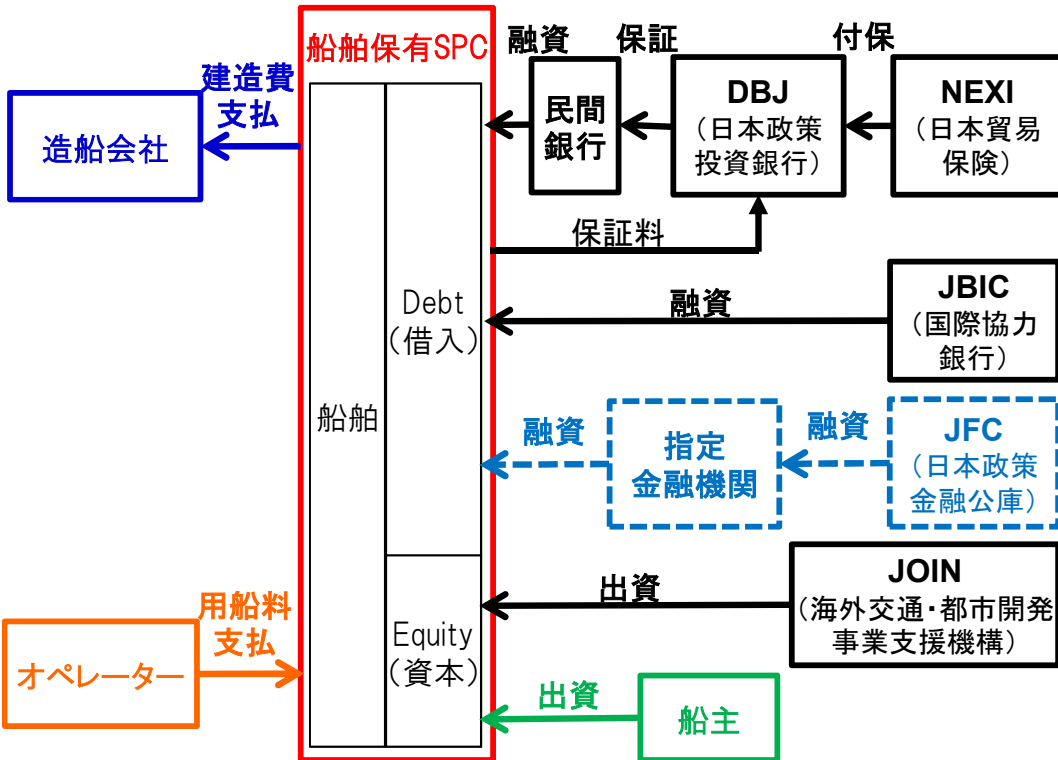 船舶保有SPC
融資
保証
付保
建造費
支払
造船会社
民間
銀行
DBJ
（日本政策
投資銀行）
NEXI
（日本貿易
保険）
保証料
Debt
（借入）
融資
JBIC
（国際協力
銀行）
船舶
融資
指定
金融機関
融資
JFC
（日本政策
金融公庫）
用船料
支払
オペレーター
Equity
（資本）
出資
JOIN
（海外交通・都市開発
事業支援機構）
出資
船主